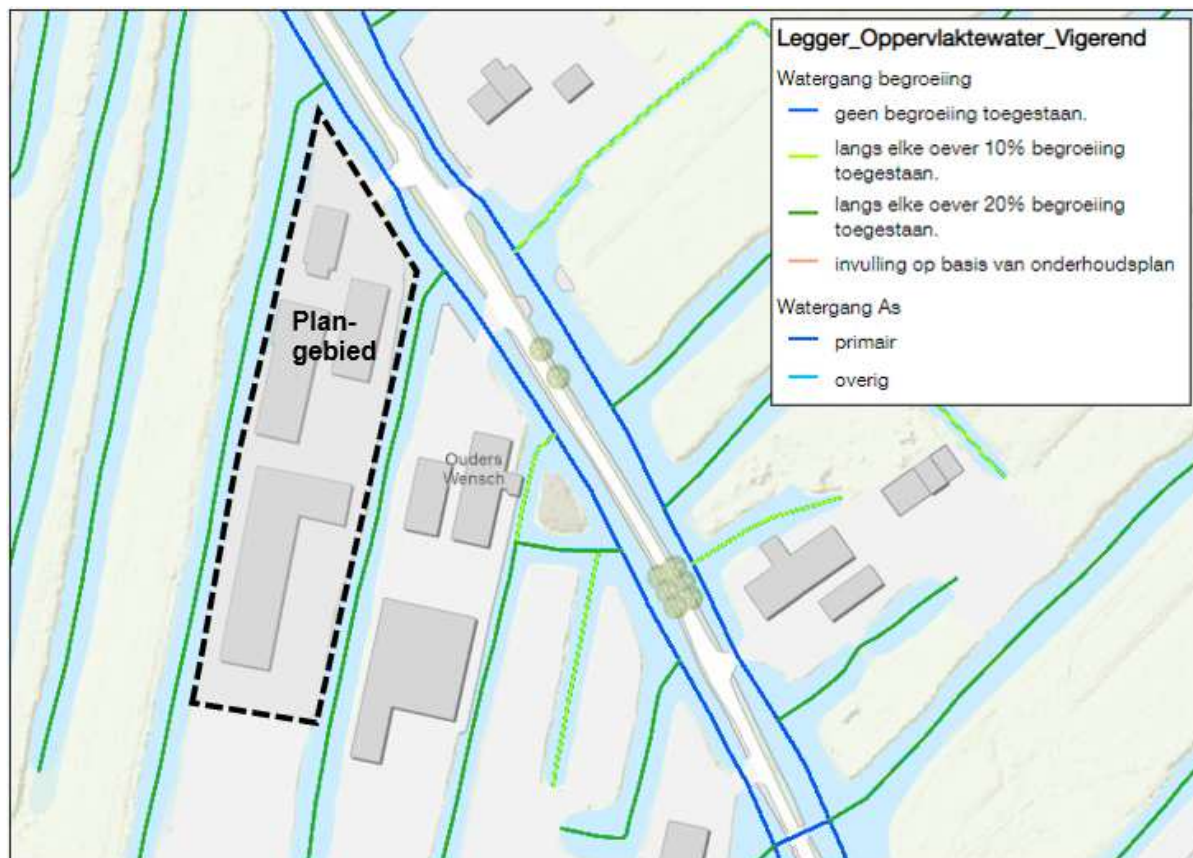 Legger_Oppervlaktewater_Vigerend
Watergang begroeiing
geen begroeiing toegestaan.
langs elke oever 10% begroeiing
toegestaan.
langs elke oever 20% begroeiing
toegestaan.
invulling op basis van onderhoudsplan
Watergang As
primair
overig
Plan-
gebied
Ouders
Wensch